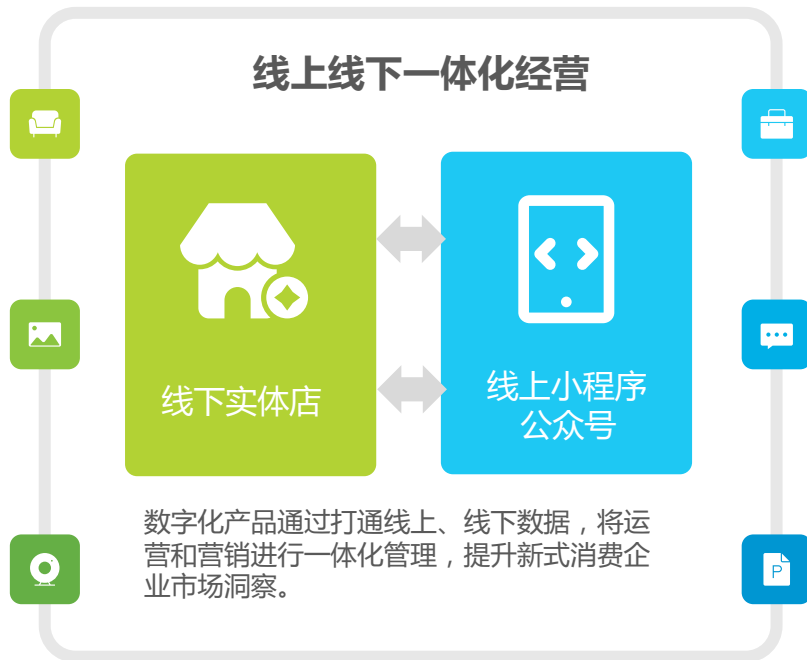 线上线下一体化经营
线下实体店
线上小程序
公众号
数字化产品通过打通线上、线下数据，将运
营和营销进行一体化管理，提升新式消费企
业市场洞察。
P